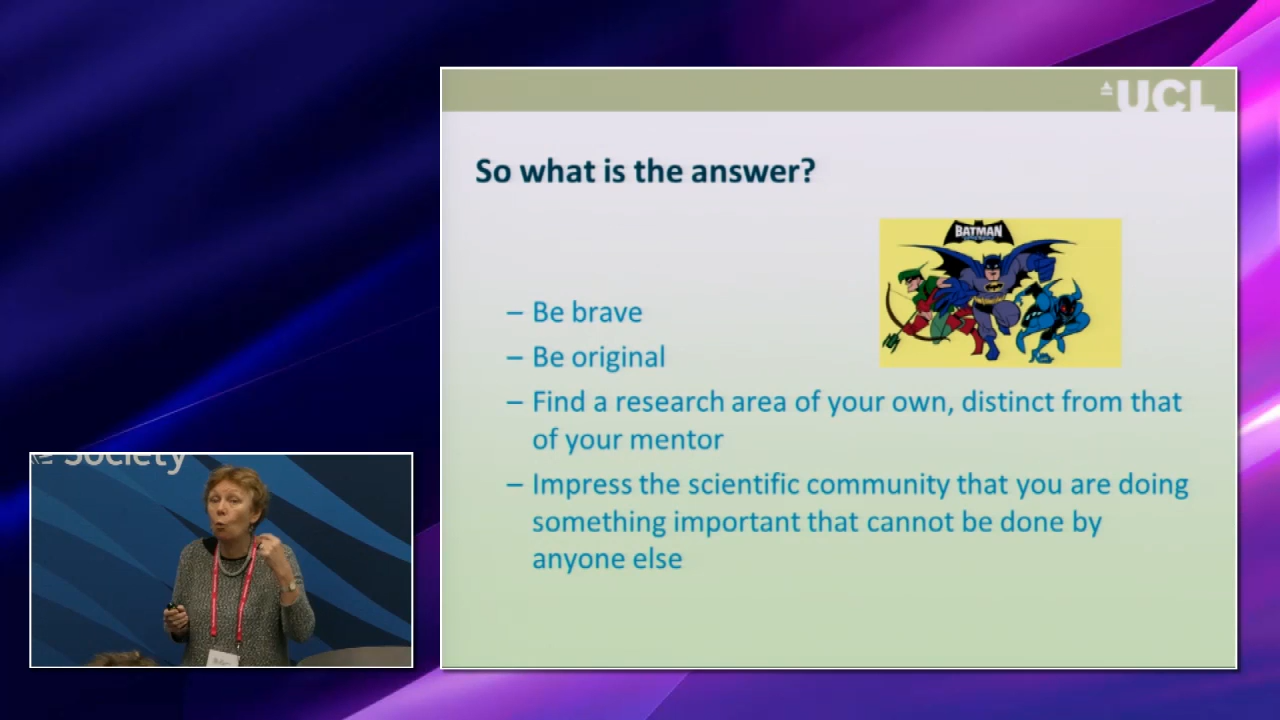 UCL
So what is the answer?
BATMAN
– Be brave
– Be original
– Find a research area of your own, distinct from that
of your mentor
– Impress the scientific community that you are doing
something important that cannot be done by
anyone else
Society